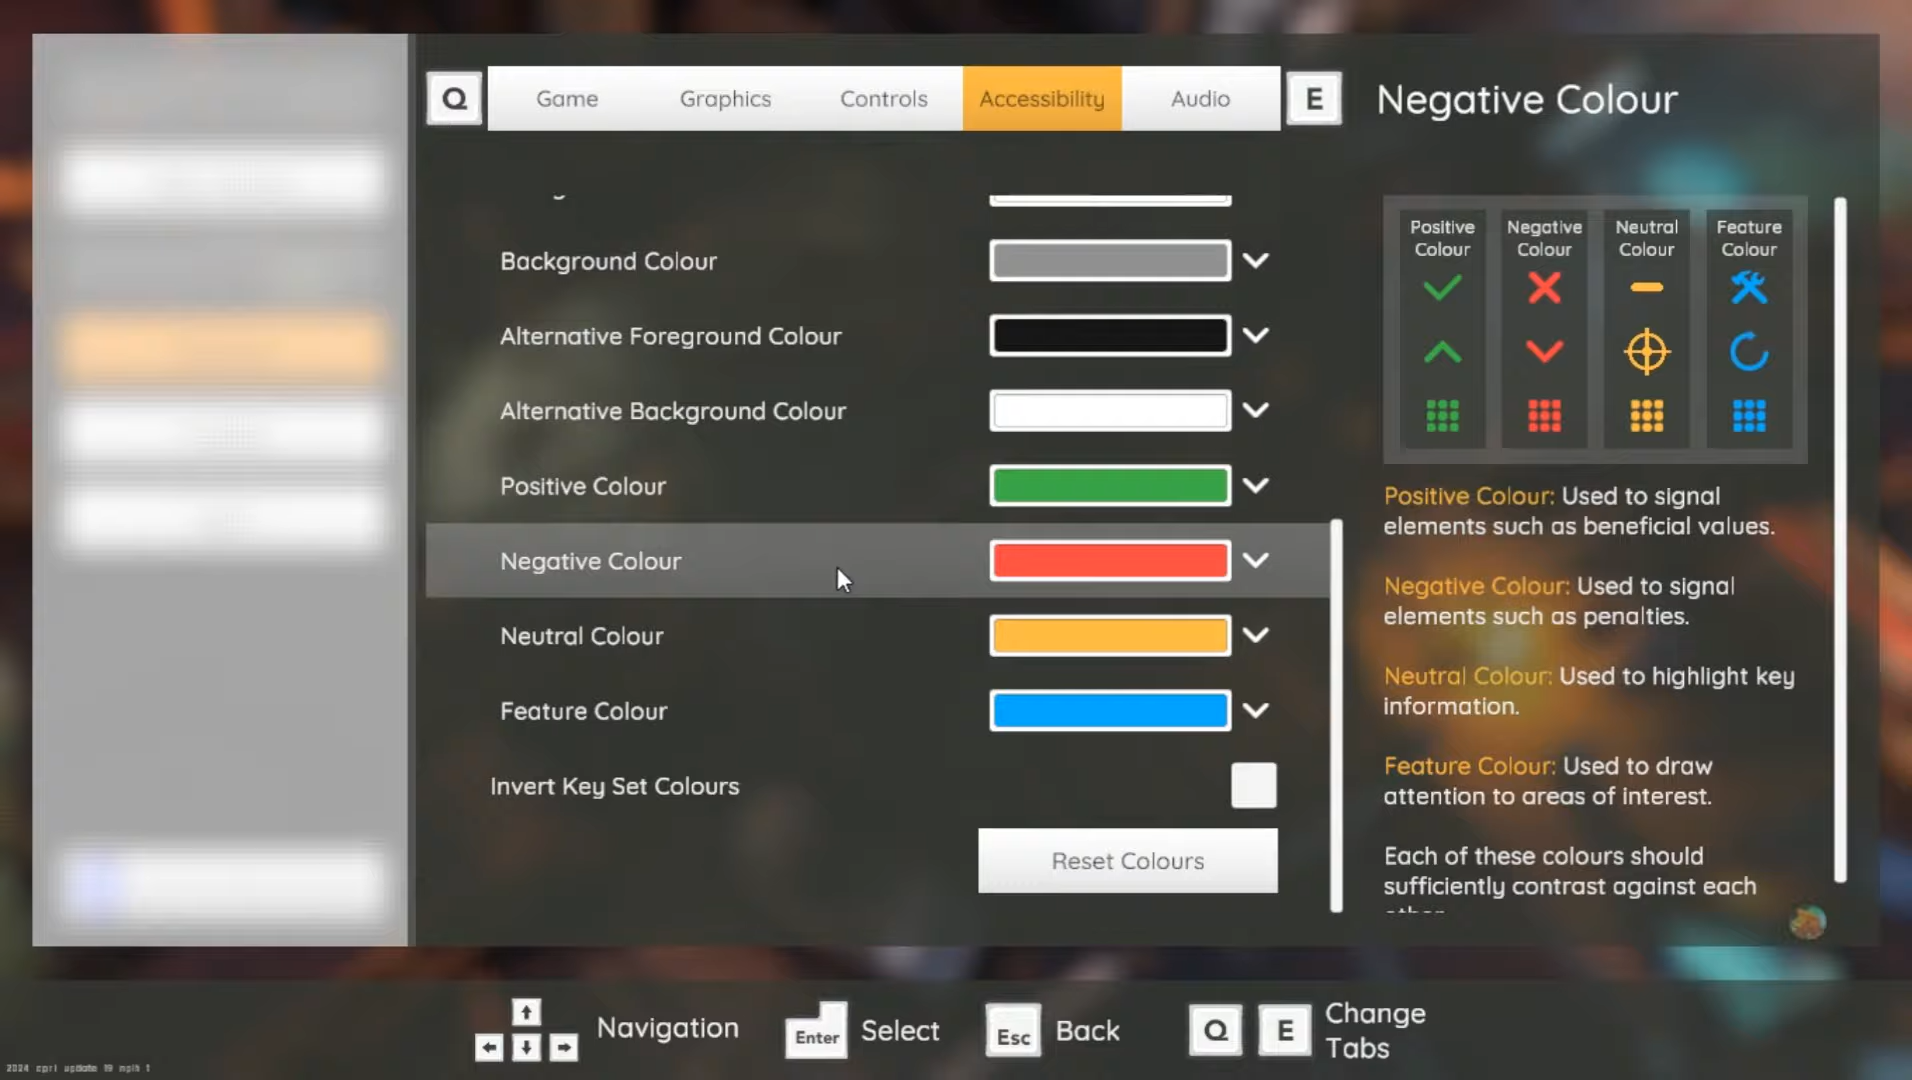 Q
Game
Graphics
Controls
Accessibility
Audio
E
Negative Colour
Background Colour
Alternative Foreground Colour
Alternative Background Colour
Positive Colour
Negative Colour
Neutral Colour
Feature Colour
Invert Key Set Colours
Reset Colours
Positive
Colour
Negative
Colour
Neutral
Colour
Feature
Colour
Positive Colour: Used to signal
elements such as beneficial values.
Negative Colour: Used to signal
elements such as penalties.
Neutral Colour: Used to highlight key
information.
Feature Colour: Used to draw
attention to areas of interest.
Each of these colours should
sufficiently contrast against each
Navigation
Enter
Select
Esc
Back
Q
E
Change
Tabs
2024
update